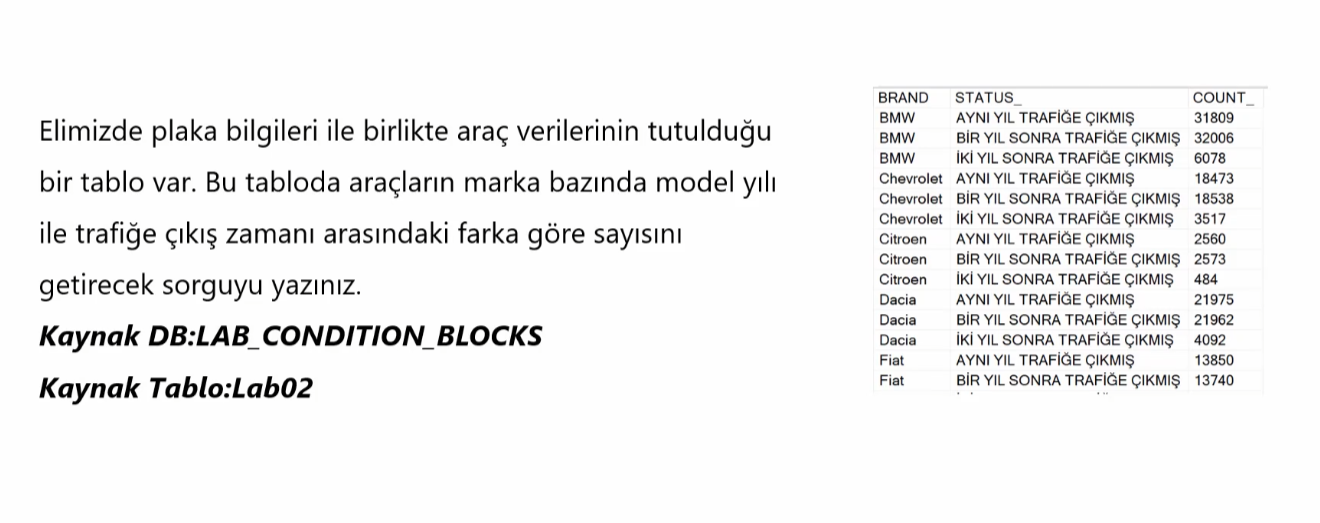 Elimizde plaka bilgileri ile birlikte araç verilerinin tutulduğu
bir tablo var. Bu tabloda araçların marka bazında model yılı
ile trafiğe çıkış zamanı arasındaki farka göre sayısını
getirecek sorguyu yazınız.
Kaynak DB:LAB_CONDITION_BLOCKS
Kaynak Tablo:Lab02
BRAND STATUS_ COUNT_
BMW AYNI YIL TRAFİĞE ÇIKMIŞ 31809
BMW BİR YIL SONRA TRAFİĞE ÇIKMIŞ 32006
BMW İKİ YIL SONRA TRAFİĞE ÇIKMIŞ 6078
Chevrolet AYNI YIL TRAFİĞE ÇIKMIŞ 18473
Chevrolet BİR YIL SONRA TRAFİĞE ÇIKMIŞ 18538
Chevrolet İKİ YIL SONRA TRAFİĞE ÇIKMIŞ 3517
Citroen AYNI YIL TRAFİĞE ÇIKMIŞ 2560
Citroen BİR YIL SONRA TRAFİĞE ÇIKMIŞ 2573
Citroen İKİ YIL SONRA TRAFİĞE ÇIKMIŞ 484
Dacia AYNI YIL TRAFİĞE ÇIKMIŞ 21975
Dacia BİR YIL SONRA TRAFİĞE ÇIKMIŞ 21962
Dacia İKİ YIL SONRA TRAFİĞE ÇIKMIŞ 4092
Fiat AYNI YIL TRAFİĞE ÇIKMIŞ 13850
Fiat BİR YIL SONRA TRAFİĞE ÇIKMIŞ 13740